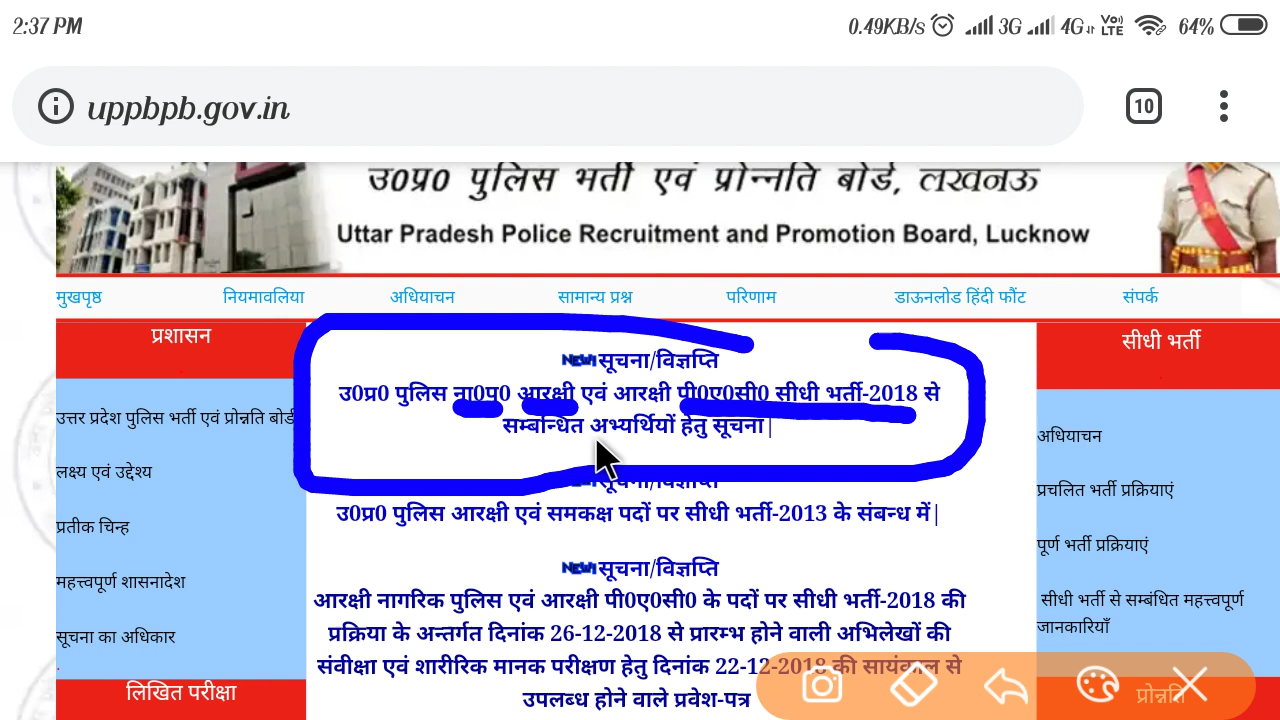 2:37 PM
0.49KB/s 3G 4G VoLTE 64%
uppbpb.gov.in
10
उ0प्र0 पुलिस भर्ती एवं प्रोन्नति बोर्ड, लखनऊ
Uttar Pradesh Police Recruitment and Promotion Board, Lucknow
मुखपृष्ठ नियमावलिया अधियाचन सामान्य प्रश्न परिणाम डाऊनलोड हिंदी फौंट संपर्क
प्रशासन
उत्तर प्रदेश पुलिस भर्ती एवं प्रोन्नति बोर्ड
लक्ष्य एवं उद्देश्य
प्रतीक चिन्ह
महत्त्वपूर्ण शासनादेश
सूचना का अधिकार
लिखित परीक्षा
NEW! सूचना/विज्ञप्ति
उ0प्र0 पुलिस ना0पु0 आरक्षी एवं आरक्षी पी0ए0सी0 सीधी भर्ती-2018 से
सम्बन्धित अभ्यर्थियों हेतु सूचना|
सूचना/विज्ञप्ति
उ0प्र0 पुलिस आरक्षी एवं समकक्ष पदों पर सीधी भर्ती-2013 के संबन्ध में|
NEW! सूचना/विज्ञप्ति
आरक्षी नागरिक पुलिस एवं आरक्षी पी0ए0सी0 के पदों पर सीधी भर्ती-2018 की
प्रक्रिया के अन्तर्गत दिनांक 26-12-2018 से प्रारम्भ होने वाली अभिलेखों की
संवीक्षा एवं शारीरिक मानक परीक्षण हेतु दिनांक 22-12-2018 की सायंकाल से
उपलब्ध होने वाले प्रवेश-पत्र
सीधी भर्ती
अधियाचन
प्रचलित भर्ती प्रक्रियाएं
पूर्ण भर्ती प्रक्रियाएं
सीधी भर्ती से सम्बंधित महत्त्वपूर्ण
जानकारियाँ
प्रोन्नति